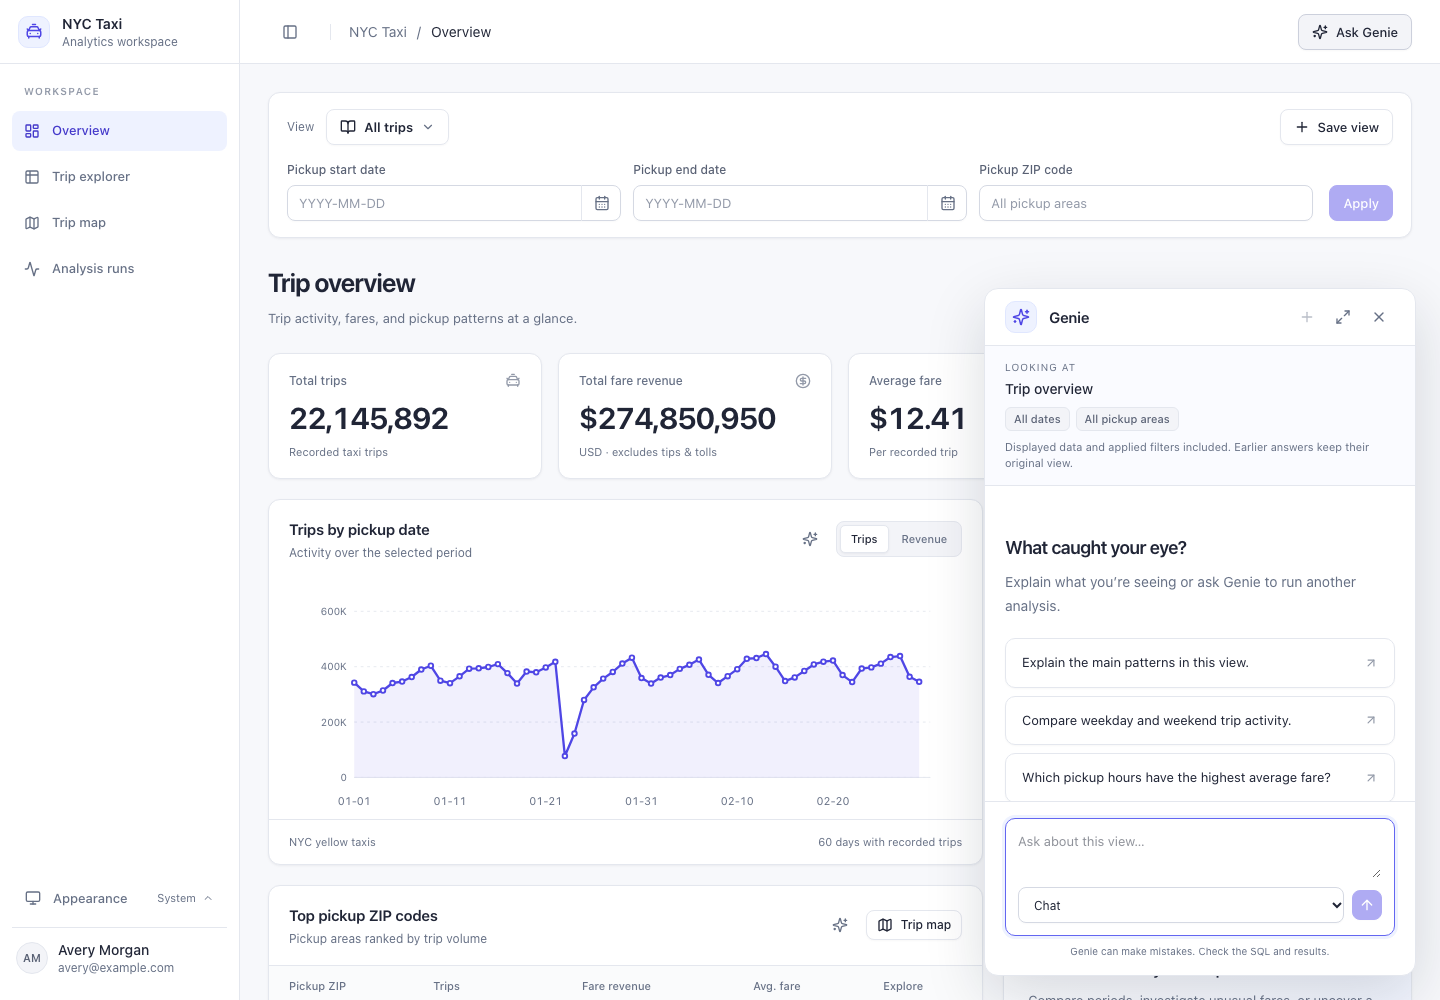 NYC Taxi
Analytics workspace
NYC Taxi / Overview
Ask Genie
WORKSPACE
Overview
Trip explorer
Trip map
Analysis runs
View
All trips
Save view
Pickup start date
Pickup end date
Pickup ZIP code
YYYY-MM-DD
YYYY-MM-DD
All pickup areas
Apply
Trip overview
Trip activity, fares, and pickup patterns at a glance.
Total trips
22,145,892
Recorded taxi trips
Total fare revenue
$274,850,950
USD · excludes tips & tolls
Average fare
$12.41
Per recorded trip
Trips by pickup date
Activity over the selected period
Trips
Revenue
600K
400K
200K
0
01-01
01-11
01-21
01-31
02-10
02-20
NYC yellow taxis
60 days with recorded trips
Top pickup ZIP codes
Pickup areas ranked by trip volume
Trip map
Pickup ZIP
Trips
Fare revenue
Avg. fare
Explore
Genie
LOOKING AT
Trip overview
All dates
All pickup areas
Displayed data and applied filters included. Earlier answers keep their
original view.
What caught your eye?
Explain what you're seeing or ask Genie to run another
analysis.
Explain the main patterns in this view.
Compare weekday and weekend trip activity.
Which pickup hours have the highest average fare?
Ask about this view...
Chat
Genie can make mistakes. Check the SQL and results.
Appearance
System
AM
Avery Morgan
avery@example.com